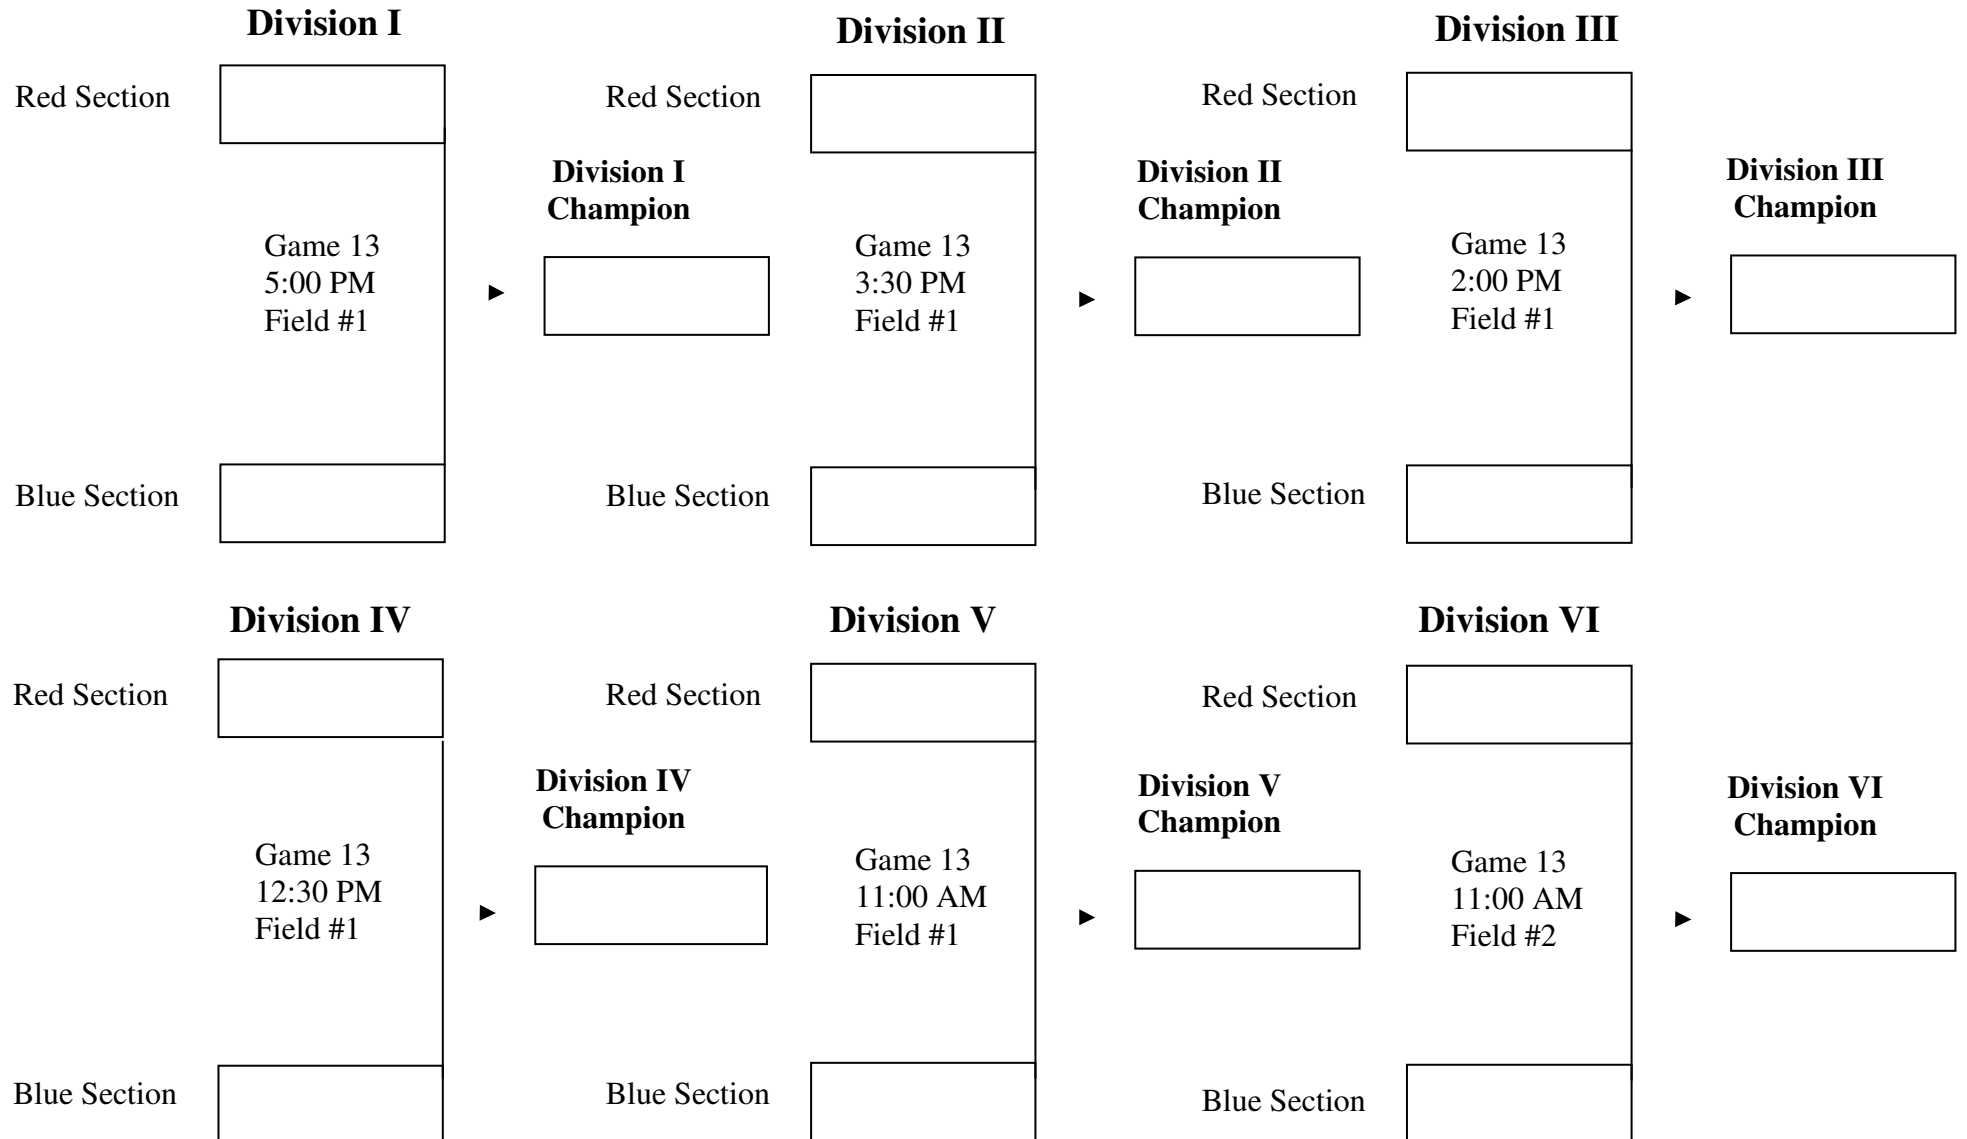 Division I
Red Section
Division I
Champion
Game 13
5:00 PM
Field #1
Blue Section
Division II
Red Section
Division II
Champion
Game 13
3:30 PM
Field #1
Blue Section
Division III
Red Section
Division III
Champion
Game 13
2:00 PM
Field #1
Blue Section
Division IV
Red Section
Division IV
Champion
Game 13
12:30 PM
Field #1
Blue Section
Division V
Red Section
Division V
Champion
Game 13
11:00 AM
Field #1
Blue Section
Division VI
Red Section
Division VI
Champion
Game 13
11:00 AM
Field #2
Blue Section